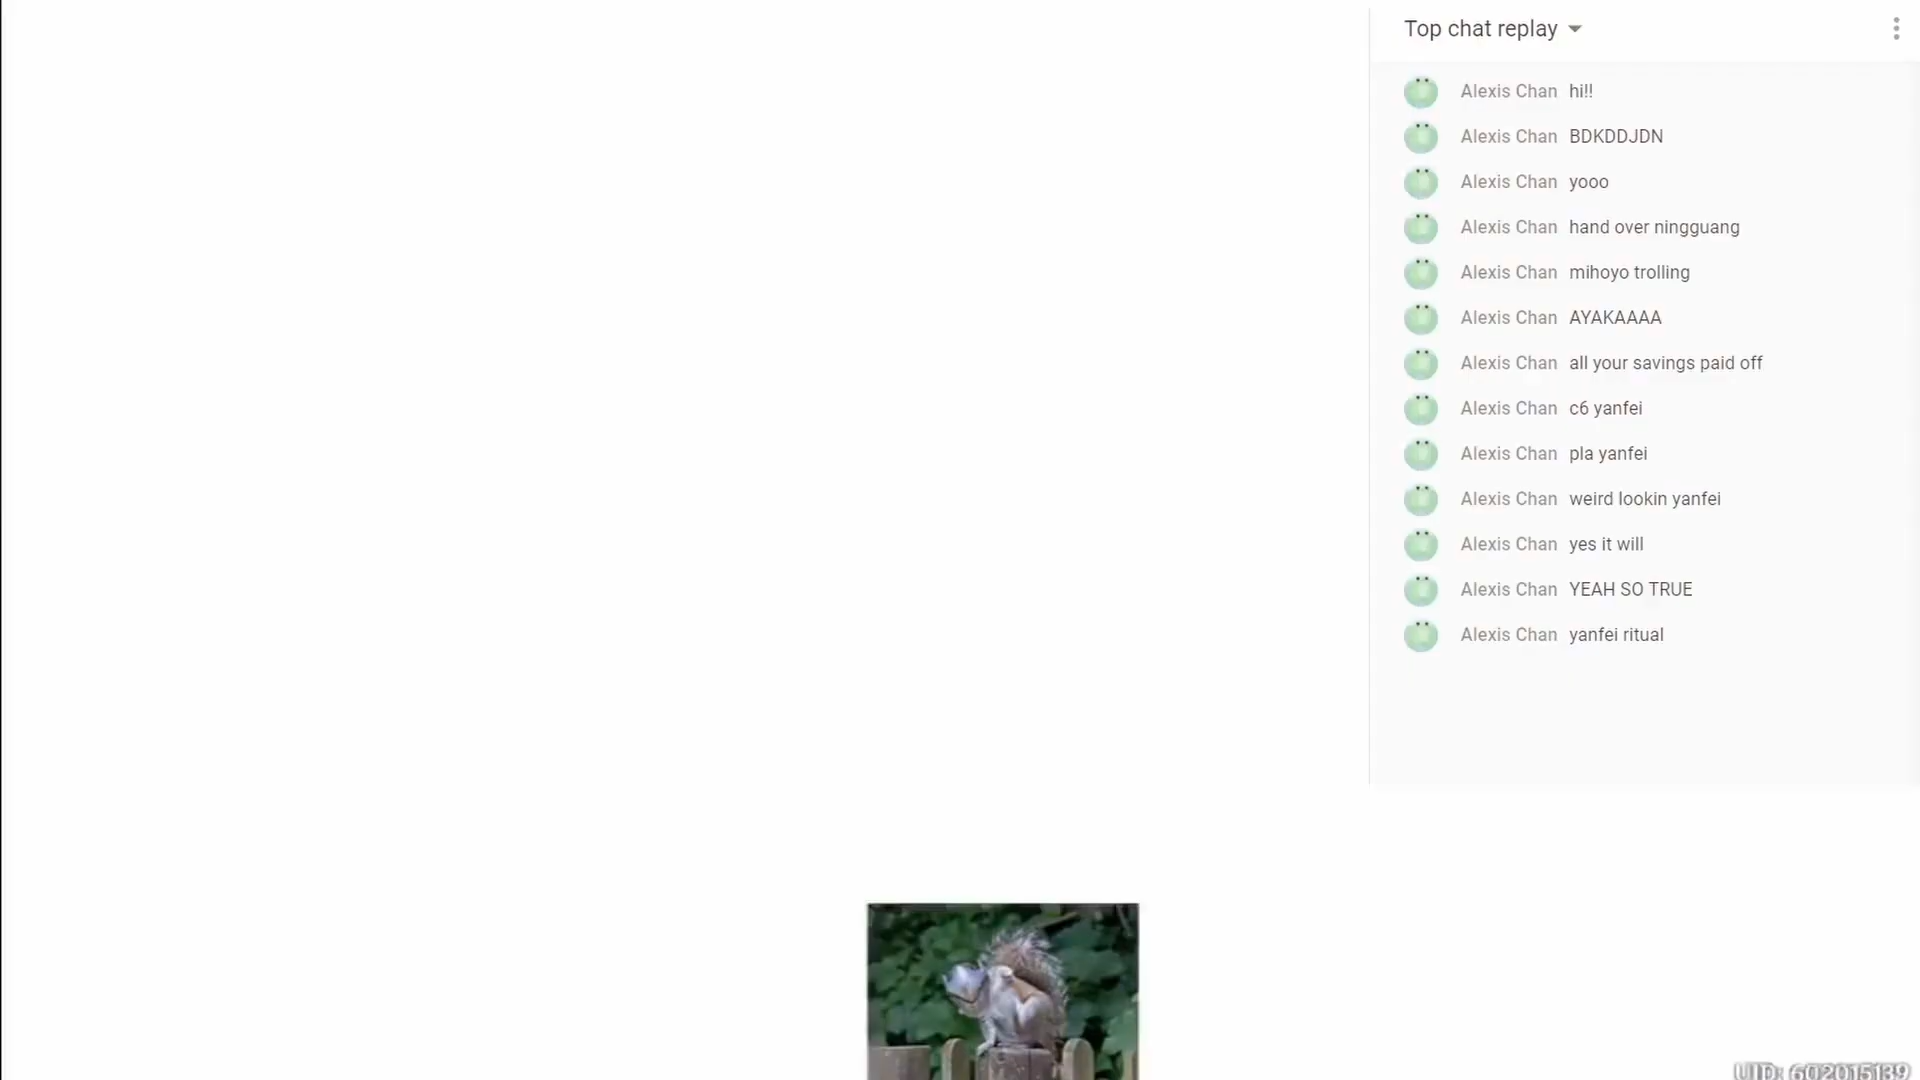 Top chat replay
Alexis Chan hi!!
Alexis Chan BDKDDJDN
Alexis Chan yooo
Alexis Chan hand over ningguang
Alexis Chan mihoyo trolling
Alexis Chan AYAKAAAA
Alexis Chan all your savings paid off
Alexis Chan c6 yanfei
Alexis Chan pla yanfei
Alexis Chan weird lookin yanfei
Alexis Chan yes it will
Alexis Chan YEAH SO TRUE
Alexis Chan yanfei ritual
UID: 602015139